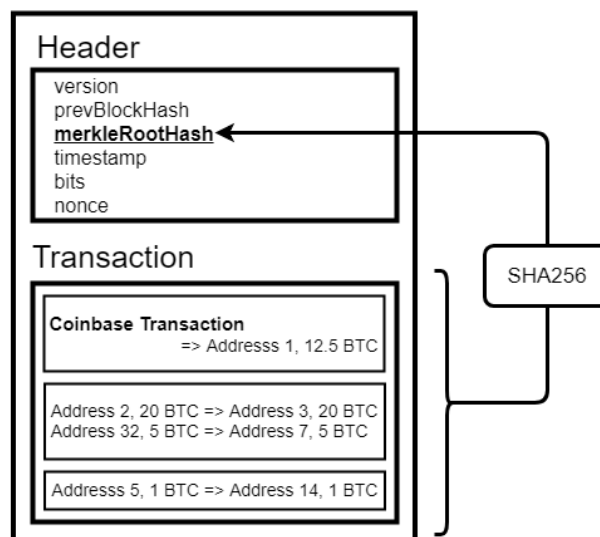 Header
version
prevBlockHash
merkleRootHash
timestamp
bits
nonce
Transaction
SHA256
Coinbase Transaction
=> Addresss 1, 12.5 BTC
Address 2, 20 BTC => Address 3, 20 BTC
Address 32, 5 BTC => Address 7, 5 BTC
Addresss 5, 1 BTC => Address 14, 1 BTC